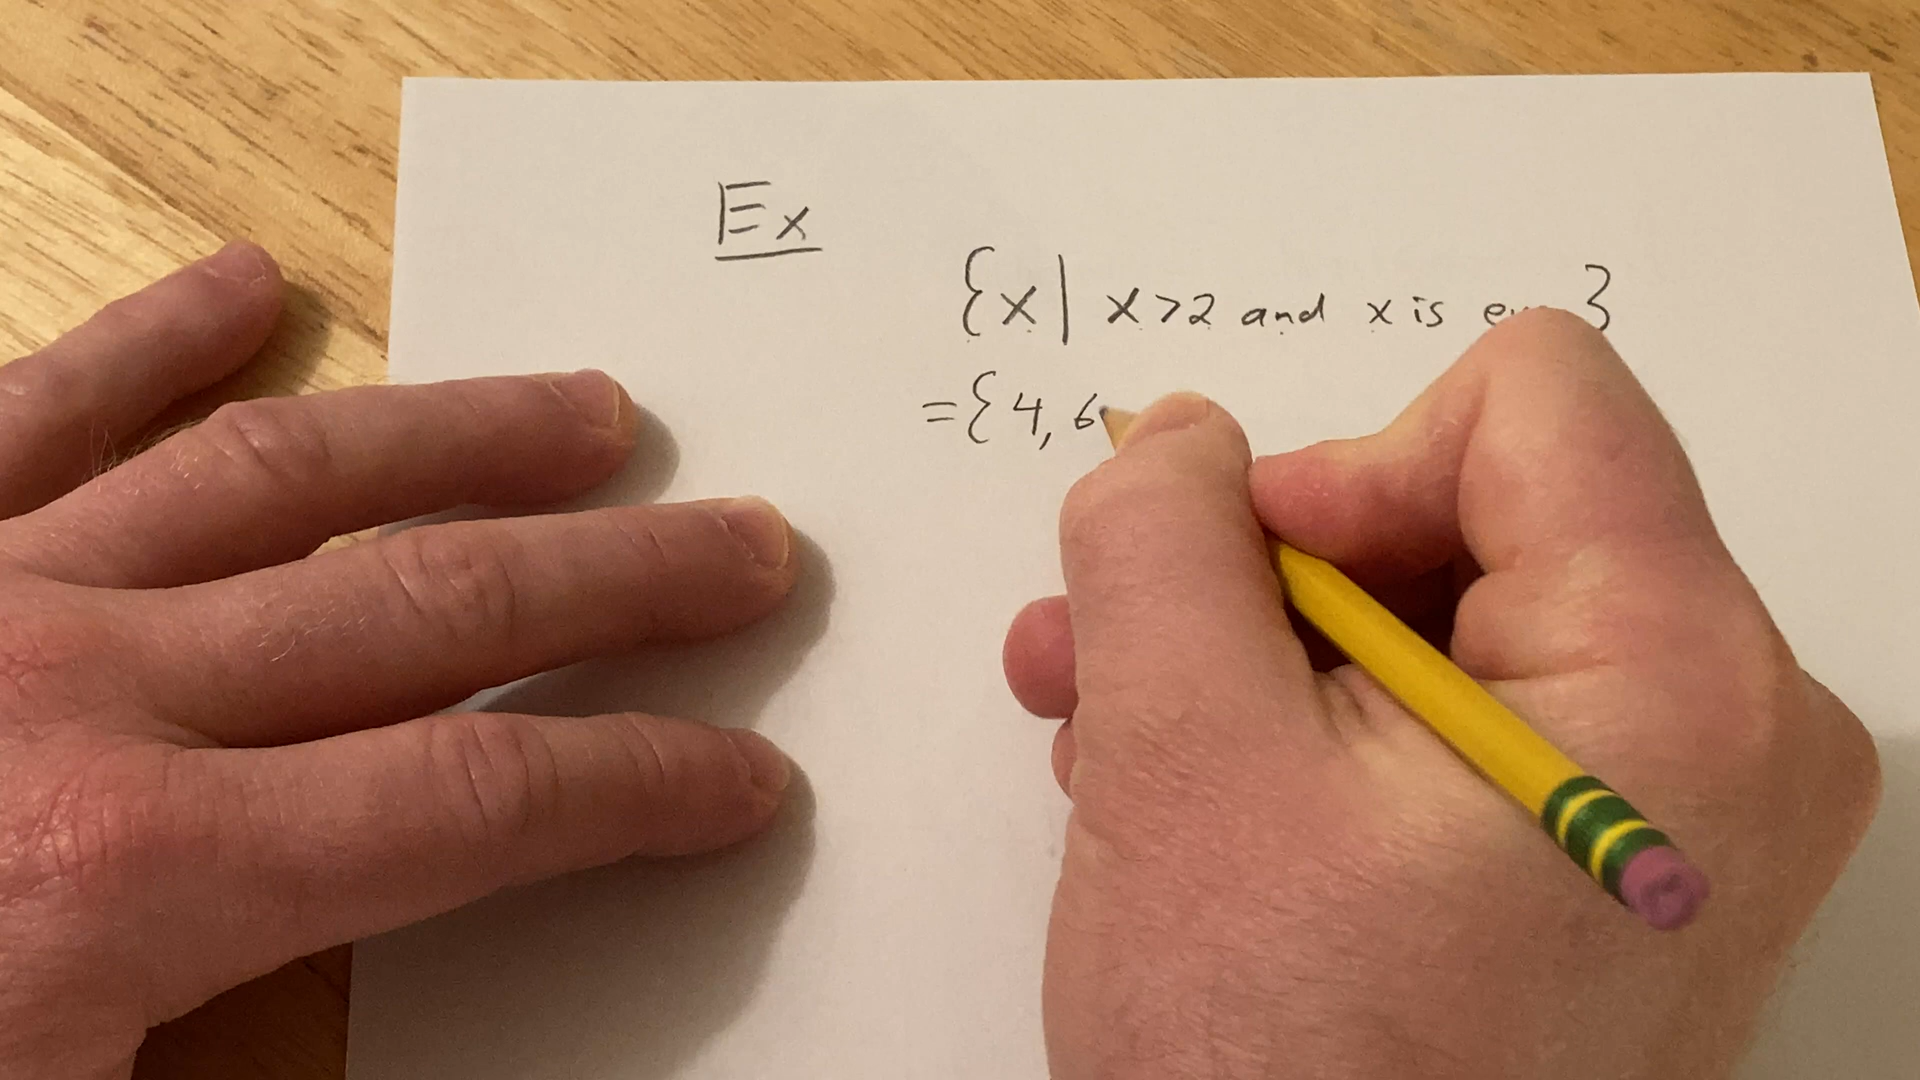 Ex
{x| x>2 and x is }
={4, 6